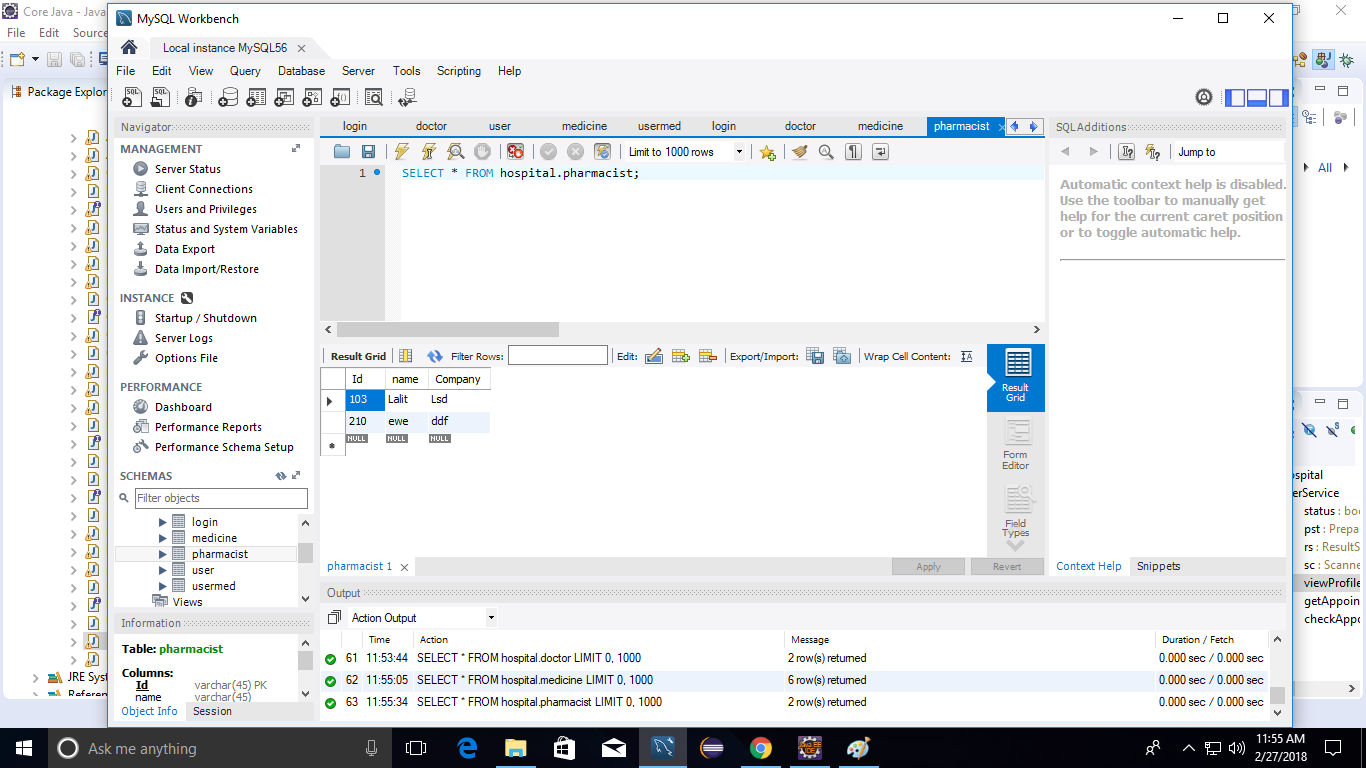 Core Java - Java
File Edit Source
Package Explor
JRE Sys
Referen
MySQL Workbench
Local instance MySQL56
File Edit View Query Database Server Tools Scripting Help
Navigator
MANAGEMENT
Server Status
Client Connections
Users and Privileges
Status and System Variables
Data Export
Data Import/Restore
INSTANCE
Startup / Shutdown
Server Logs
Options File
PERFORMANCE
Dashboard
Performance Reports
Performance Schema Setup
SCHEMAS
Filter objects
login
medicine
pharmacist
user
usermed
Views
Information
Table: pharmacist
Columns:
Id varchar(45) PK
name varchar(45)
Object Info Session
login doctor user medicine usermed login doctor medicine pharmacist
Limit to 1000 rows
1 SELECT * FROM hospital.pharmacist;
Result Grid Filter Rows: Edit: Export/Import: Wrap Cell Content:
Id name Company
103 Lalit Lsd
210 ewe ddf
NULL NULL NULL
Result
Grid
Form
Editor
Field
Types
pharmacist 1 Apply Revert
SQLAdditions
Jump to
Automatic context help is disabled.
Use the toolbar to manually get
help for the current caret position
or to toggle automatic help.
Context Help Snippets
Output
Action Output
Time Action Message Duration / Fetch
61 11:53:44 SELECT * FROM hospital.doctor LIMIT 0, 1000 2 row(s) returned 0.000 sec / 0.000 sec
62 11:55:05 SELECT * FROM hospital.medicine LIMIT 0, 1000 6 row(s) returned 0.000 sec / 0.000 sec
63 11:55:34 SELECT * FROM hospital.pharmacist LIMIT 0, 1000 2 row(s) returned 0.000 sec / 0.000 sec
All
ospital
erService
status : boo
pst : Prepa
rs : ResultS
sc : Scanne
viewProfile
getAppoin
checkAppo
Ask me anything
11:55 AM
2/27/2018